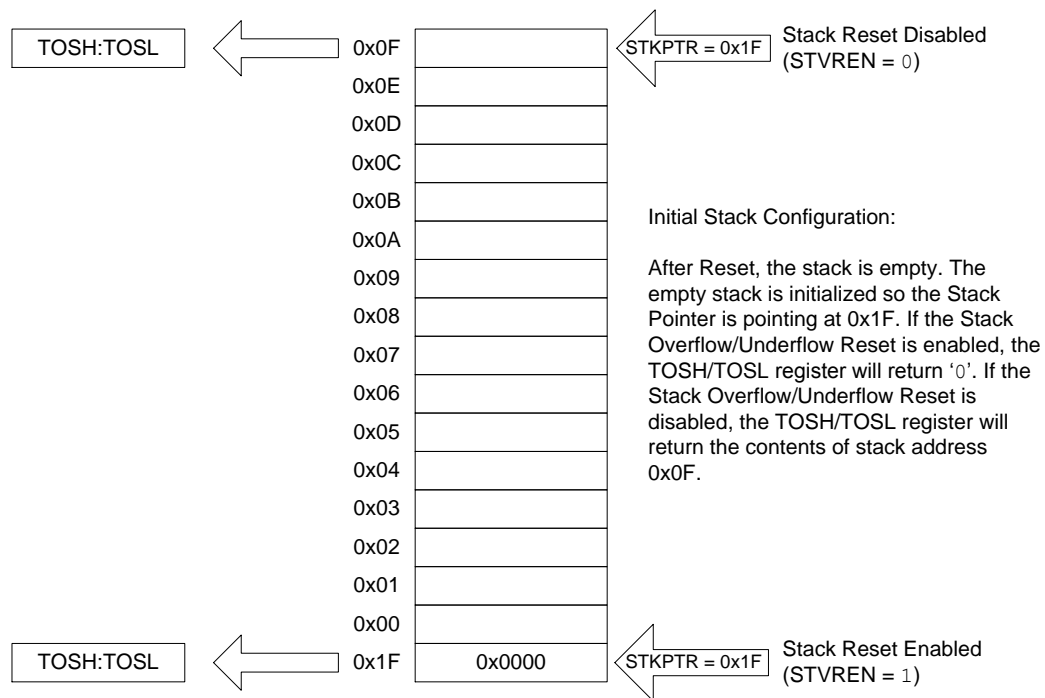 TOSH:TOSL
0x0F
STKPTR = 0x1F
Stack Reset Disabled
(STVREN = 0)
0x0E
0x0D
0x0C
0x0B
0x0A
0x09
0x08
0x07
0x06
0x05
0x04
0x03
0x02
0x01
0x00
Initial Stack Configuration:
After Reset, the stack is empty. The
empty stack is initialized so the Stack
Pointer is pointing at 0x1F. If the Stack
Overflow/Underflow Reset is enabled, the
TOSH/TOSL register will return ‘0’. If the
Stack Overflow/Underflow Reset is
disabled, the TOSH/TOSL register will
return the contents of stack address
0x0F.
TOSH:TOSL
0x1F
0x0000
STKPTR = 0x1F
Stack Reset Enabled
(STVREN = 1)